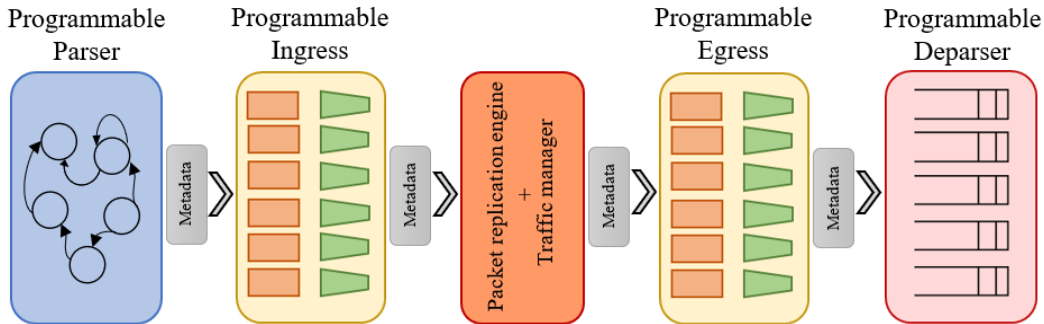 Programmable
Parser
Metadata
Programmable
Ingress
Metadata
Packet replication engine
+
Traffic manager
Metadata
Programmable
Egress
Metadata
Programmable
Deparser